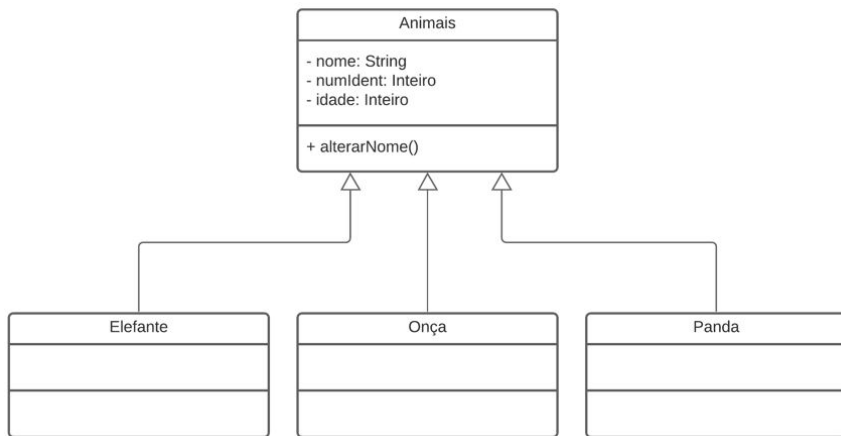 Animais
- nome: String
- numIdent: Inteiro
- idade: Inteiro
+ alterarNome()
Elefante
Onça
Panda